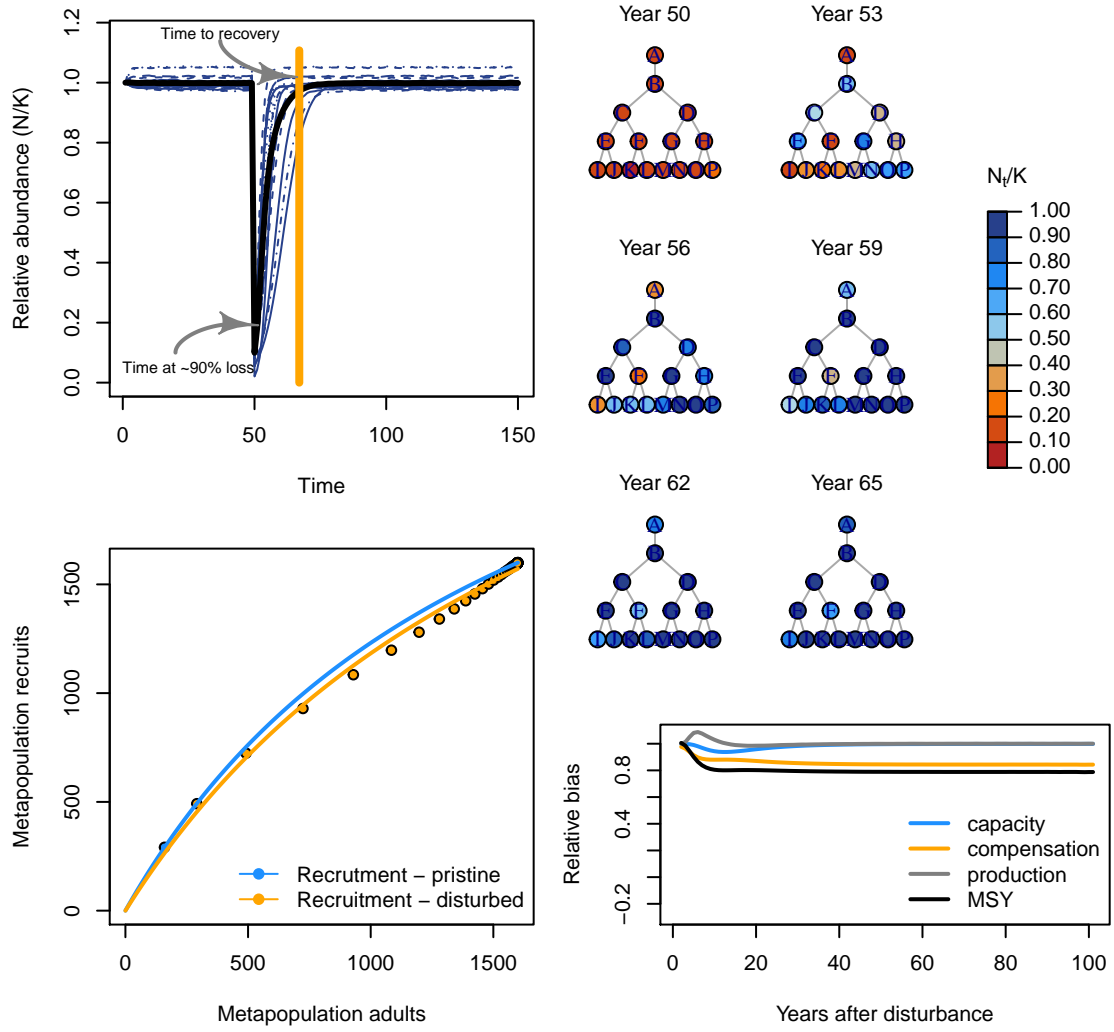 Relative abundance (N/K)
1.2
1.0
0.8
0.6
0.4
0.2
0.0
Time to recovery
Time at ~90% loss
0
50
100
150
Time
Year 50
A
B
Year 53
A
B
Year 56
A
B
Year 59
A
B
Year 62
A
B
Year 65
A
B
Nt/K
1.00
0.90
0.80
0.70
0.60
0.50
0.40
0.30
0.20
0.10
0.00
Metapopulation recruits
1500
1000
500
0
Recrutment – pristine
Recruitment – disturbed
0
500
1000
1500
Metapopulation adults
Relative bias
0.8
0.4
−0.2
capacity
compensation
production
MSY
0
20
40
60
80
100
Years after disturbance